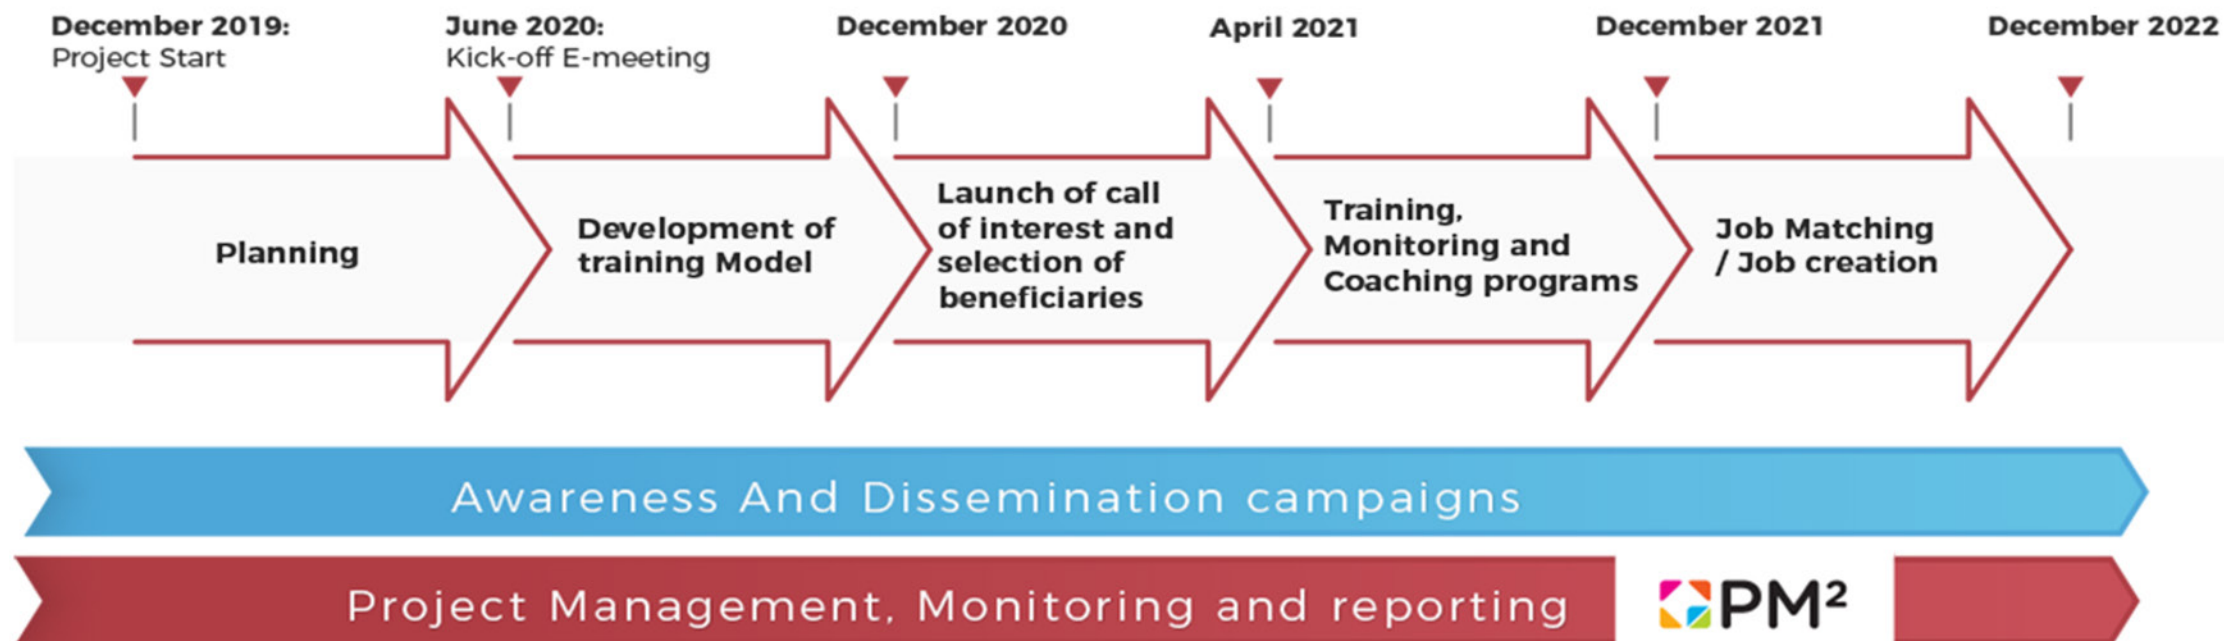 December 2019:
Project Start
June 2020:
Kick-off E-meeting
December 2020
April 2021
December 2021
December 2022
Planning
Development of
training Model
Launch of call
of interest and
selection of
beneficiaries
Training,
Monitoring and
Coaching programs
Job Matching
/ Job creation
Awareness And Dissemination campaigns
Project Management, Monitoring and reporting
PM²